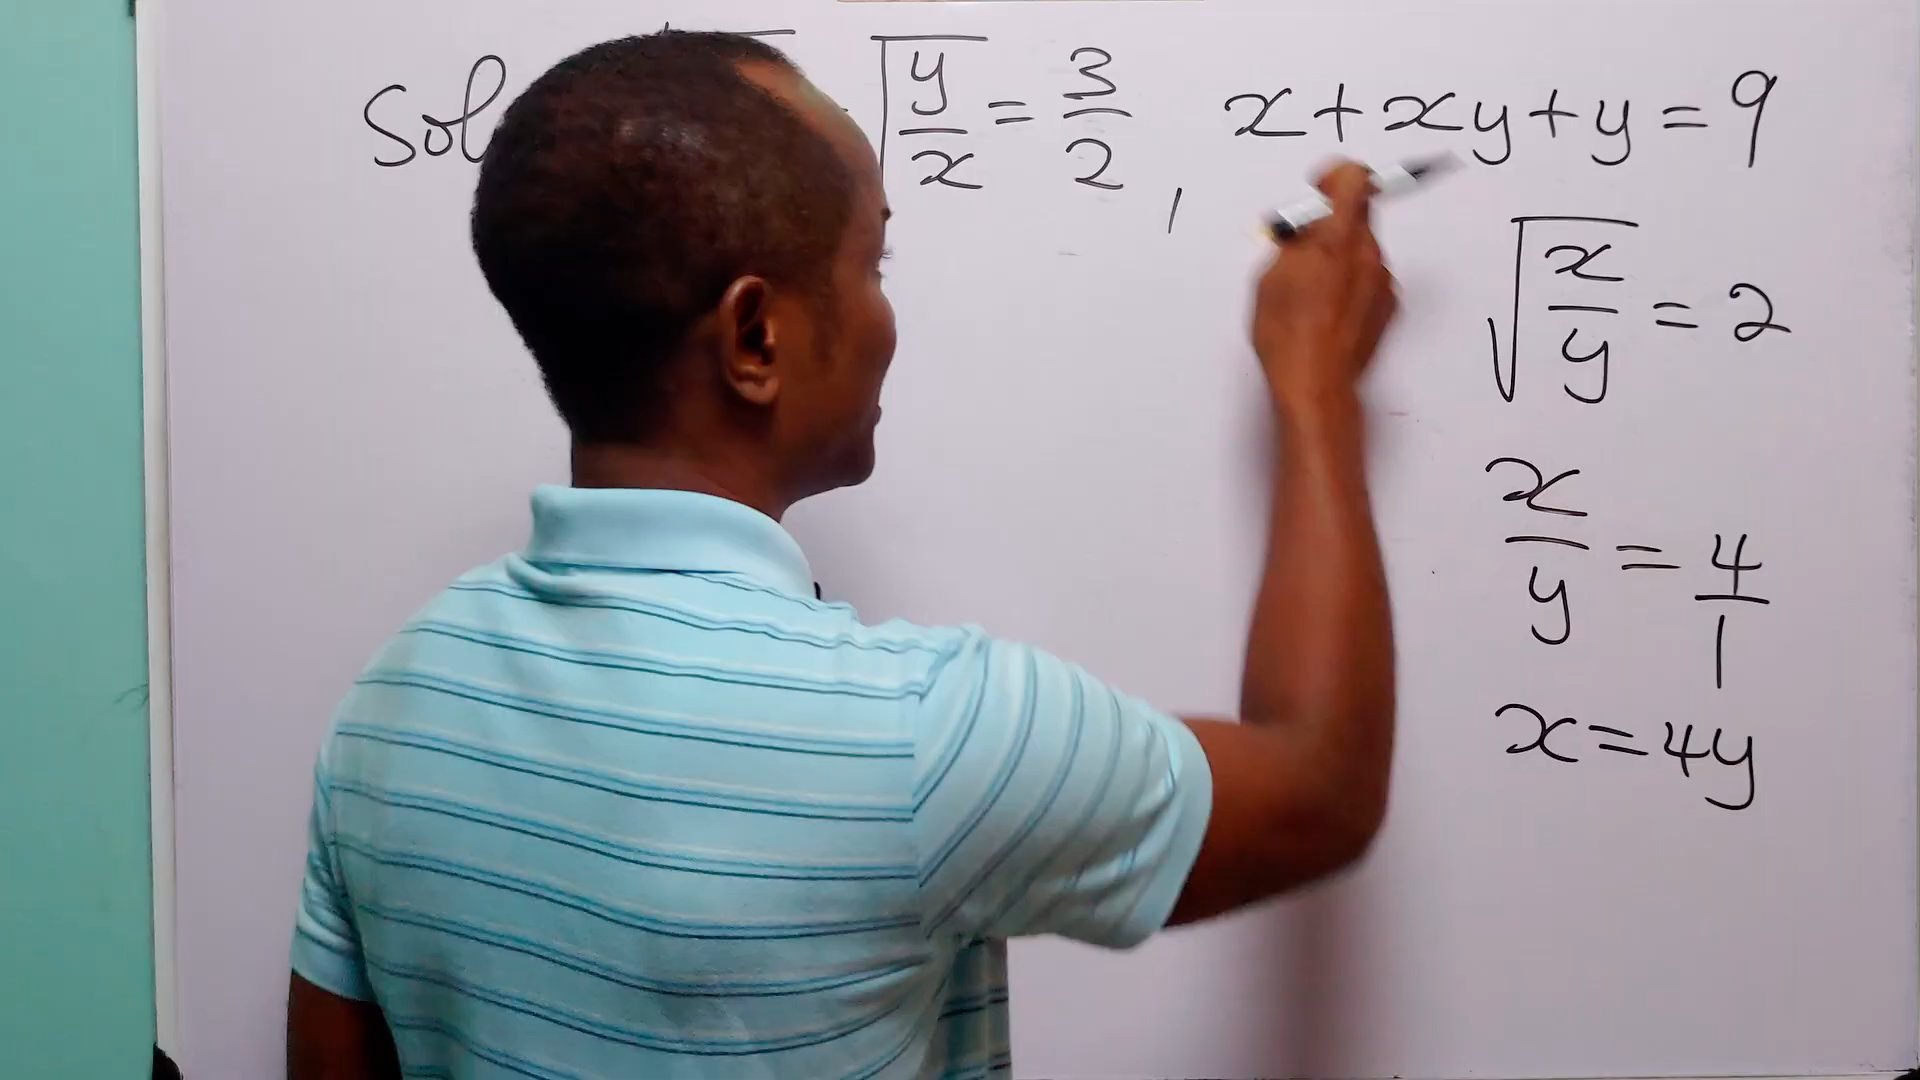 Sol √(y/x) = 3/2, x + xy + y = 9
√(x/y) = 2
x/y = 4/1
x = 4y